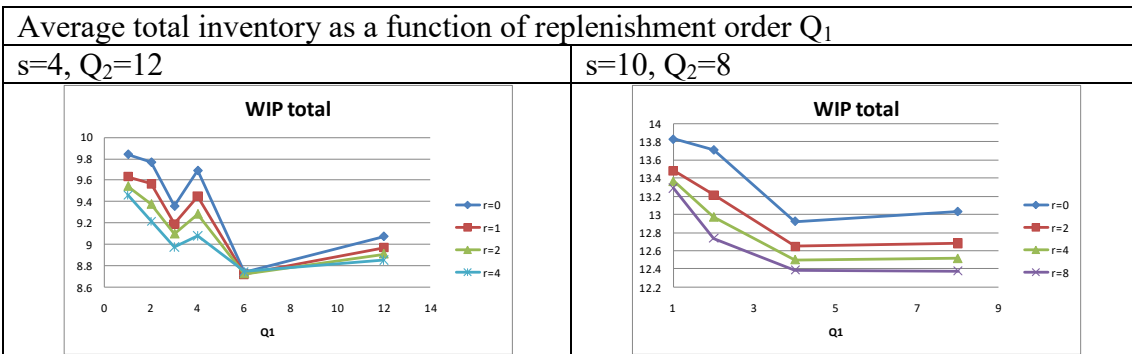 Average total inventory as a function of replenishment order Q1
s=4, Q2=12
s=10, Q2=8
WIP total
10
9.8
9.6
9.4
9.2
9
8.8
8.6
0 2 4 6 8 10 12 14
Q1
r=0
r=1
r=2
r=4
WIP total
14
13.8
13.6
13.4
13.2
13
12.8
12.6
12.4
12.2
1 3 5 7 9
Q1
r=0
r=2
r=4
r=8